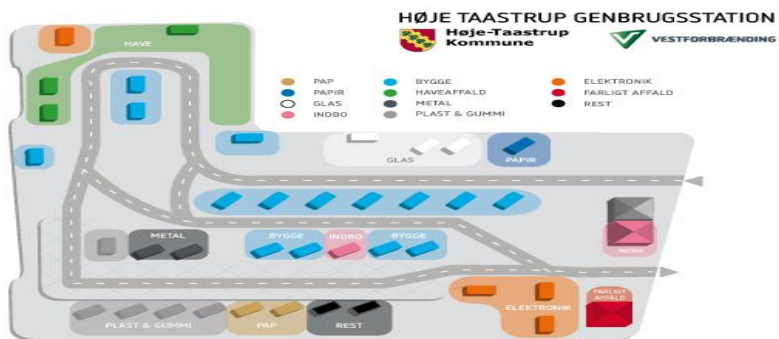 HØJE TAASTRUP GENBRUGSSTATION
Høje-Taastrup
Kommune
VESTFORBRÆNDING
HAVE
PAP
PAPIR
GLAS
INDBO
BYGGE
HAVEAFFALD
METAL
PLAST & GUMMI
ELEKTRONIK
FARLIGT AFFALD
REST
GLAS
PAPIR
METAL
BYGGE
INDBO
BYGGE
INDBO
PLAST & GUMMI
PAP
REST
ELEKTRONIK
FARLIGT
AFFALD